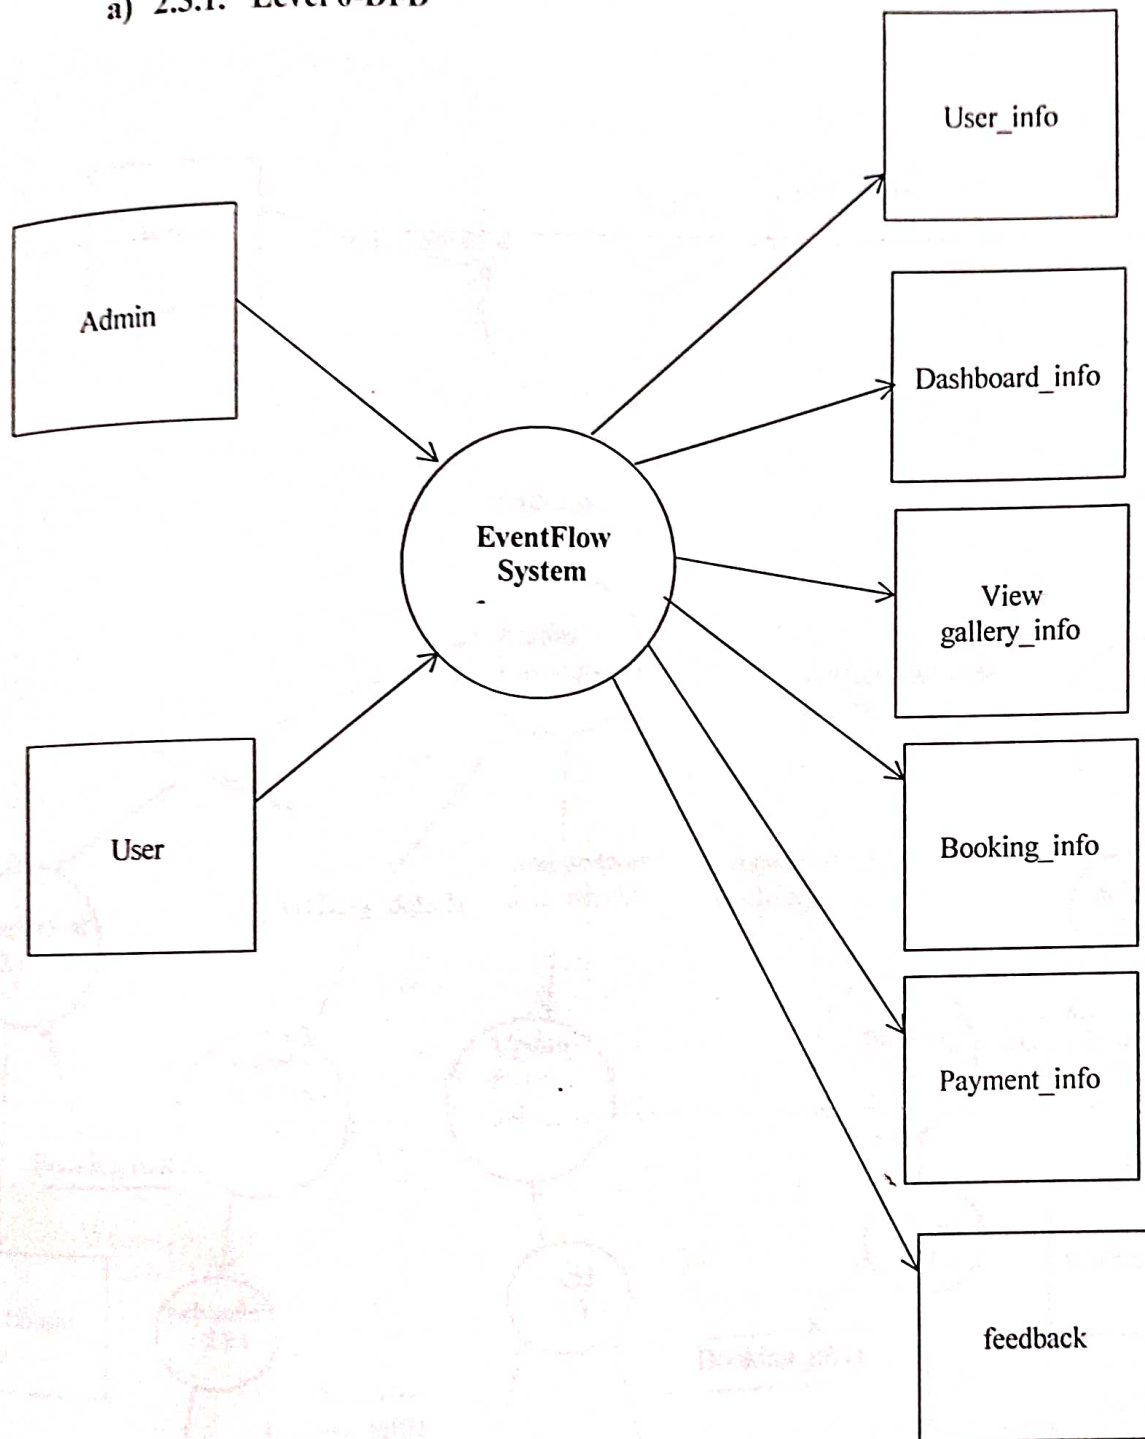 a) 2.3.1. Level 0-DFD
User_info
Admin
Dashboard_info
EventFlow
System
View
gallery_info
User
Booking_info
Payment_info
feedback